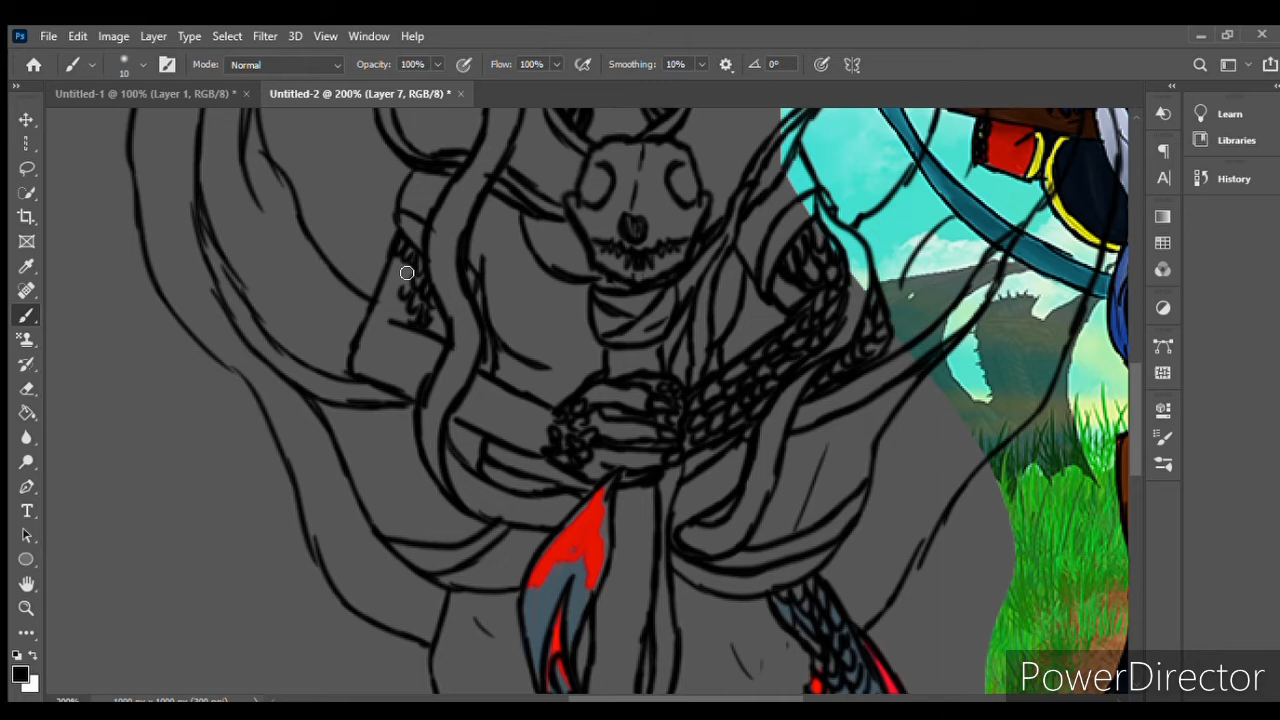 Ps File Edit Image Layer Type Select Filter 3D View Window Help
10 Mode: Normal Opacity: 100% Flow: 100% Smoothing: 10% 0°
Untitled-1 @ 100% (Layer 1, RGB/8) * × Untitled-2 @ 200% (Layer 7, RGB/8) * ×
Learn
Libraries
History
PowerDirector